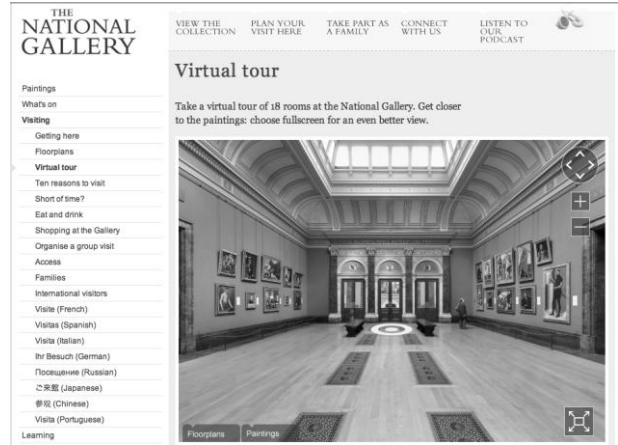 THE
NATIONAL
GALLERY
VIEW THE
COLLECTION
PLAN YOUR
VISIT HERE
TAKE PART AS
A FAMILY
CONNECT
WITH US
LISTEN TO
OUR
PODCAST
Paintings
What's on
Visiting
Getting here
Floorplans
Virtual tour
Ten reasons to visit
Short of time?
Eat and drink
Shopping at the Gallery
Organise a group visit
Access
Families
International visitors
Visite (French)
Visitas (Spanish)
Visita (Italian)
Ihr Besuch (German)
Посещение (Russian)
ご来館 (Japanese)
参观 (Chinese)
Visita (Portuguese)
Learning
Virtual tour
Take a virtual tour of 18 rooms at the National Gallery. Get closer
to the paintings: choose fullscreen for an even better view.
Floorplans
Paintings